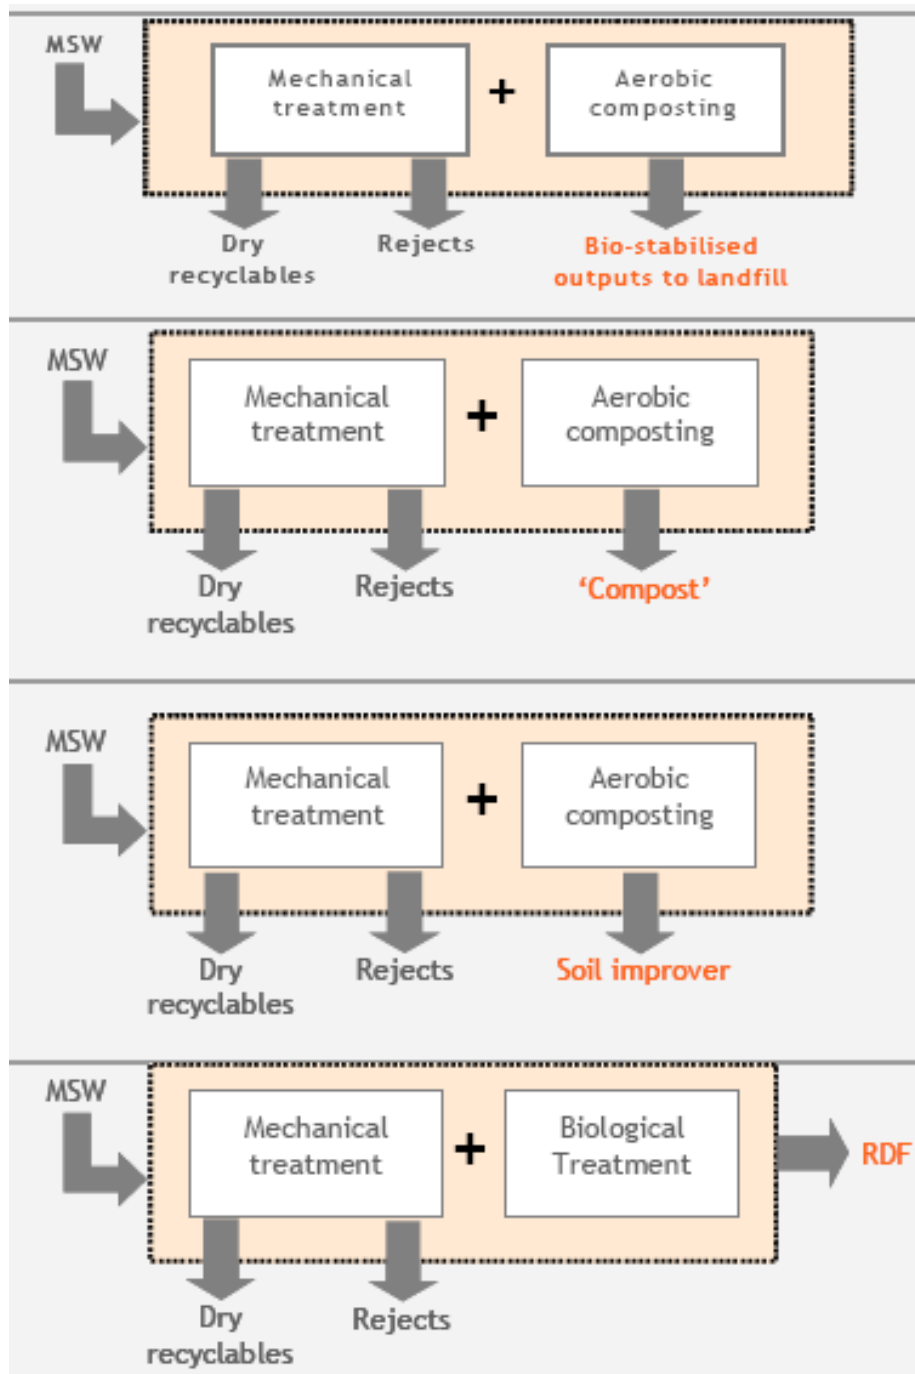 MSW
Mechanical
treatment
+
Aerobic
composting
Dry
recyclables
Rejects
Bio-stabilised
outputs to landfill
MSW
Mechanical
treatment
+
Aerobic
composting
Dry
recyclables
Rejects
‘Compost’
MSW
Mechanical
treatment
+
Aerobic
composting
Dry
recyclables
Rejects
Soil improver
MSW
Mechanical
treatment
+
Biological
Treatment
RDF
Dry
recyclables
Rejects